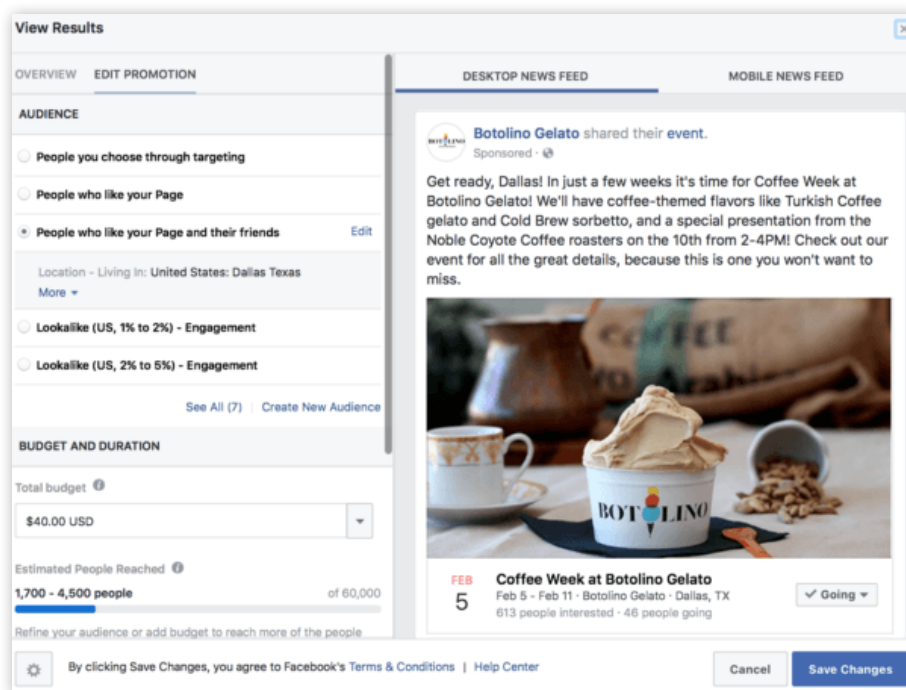 View Results
OVERVIEW EDIT PROMOTION
AUDIENCE
People you choose through targeting
People who like your Page
People who like your Page and their friends Edit
Location - Living In: United States: Dallas Texas
More
Lookalike (US, 1% to 2%) - Engagement
Lookalike (US, 2% to 5%) - Engagement
See All (7) | Create New Audience
BUDGET AND DURATION
Total budget
$40.00 USD
Estimated People Reached
1,700 - 4,500 people of 60,000
Refine your audience or add budget to reach more of the people
DESKTOP NEWS FEED MOBILE NEWS FEED
BOTOLINO
Botolino Gelato shared their event.
Sponsored ·
Get ready, Dallas! In just a few weeks it's time for Coffee Week at
Botolino Gelato! We'll have coffee-themed flavors like Turkish Coffee
gelato and Cold Brew sorbetto, and a special presentation from the
Noble Coyote Coffee roasters on the 10th from 2-4PM! Check out our
event for all the great details, because this is one you won't want to
miss.
COFFEE
BOTOLINO
FEB
5
Coffee Week at Botolino Gelato
Feb 5 - Feb 11 · Botolino Gelato · Dallas, TX
613 people interested · 46 people going
Going
By clicking Save Changes, you agree to Facebook's Terms & Conditions | Help Center
Cancel Save Changes